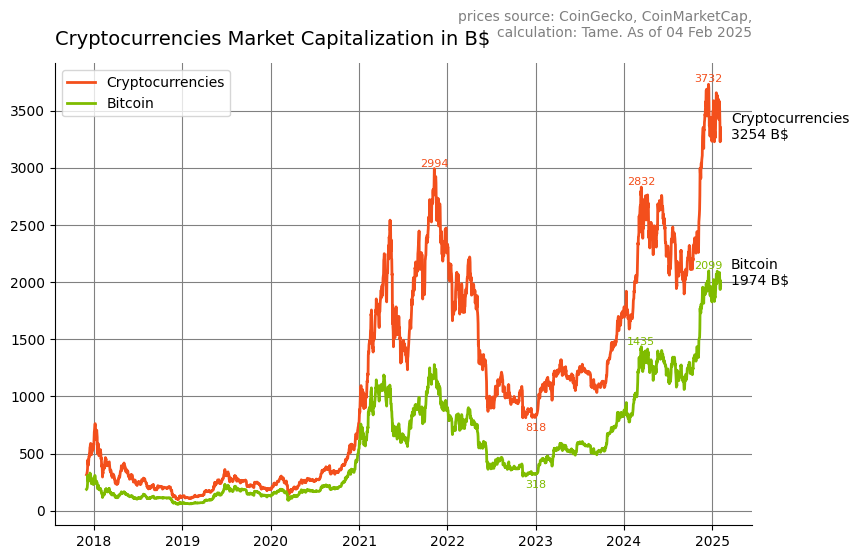 prices source: CoinGecko, CoinMarketCap,
calculation: Tame. As of 04 Feb 2025
Cryptocurrencies Market Capitalization in B$
Cryptocurrencies
Bitcoin
3732
2994
2832
818
2099
1435
318
Cryptocurrencies
3254 B$
Bitcoin
1974 B$
3500
3000
2500
2000
1500
1000
500
0
2018 2019 2020 2021 2022 2023 2024 2025